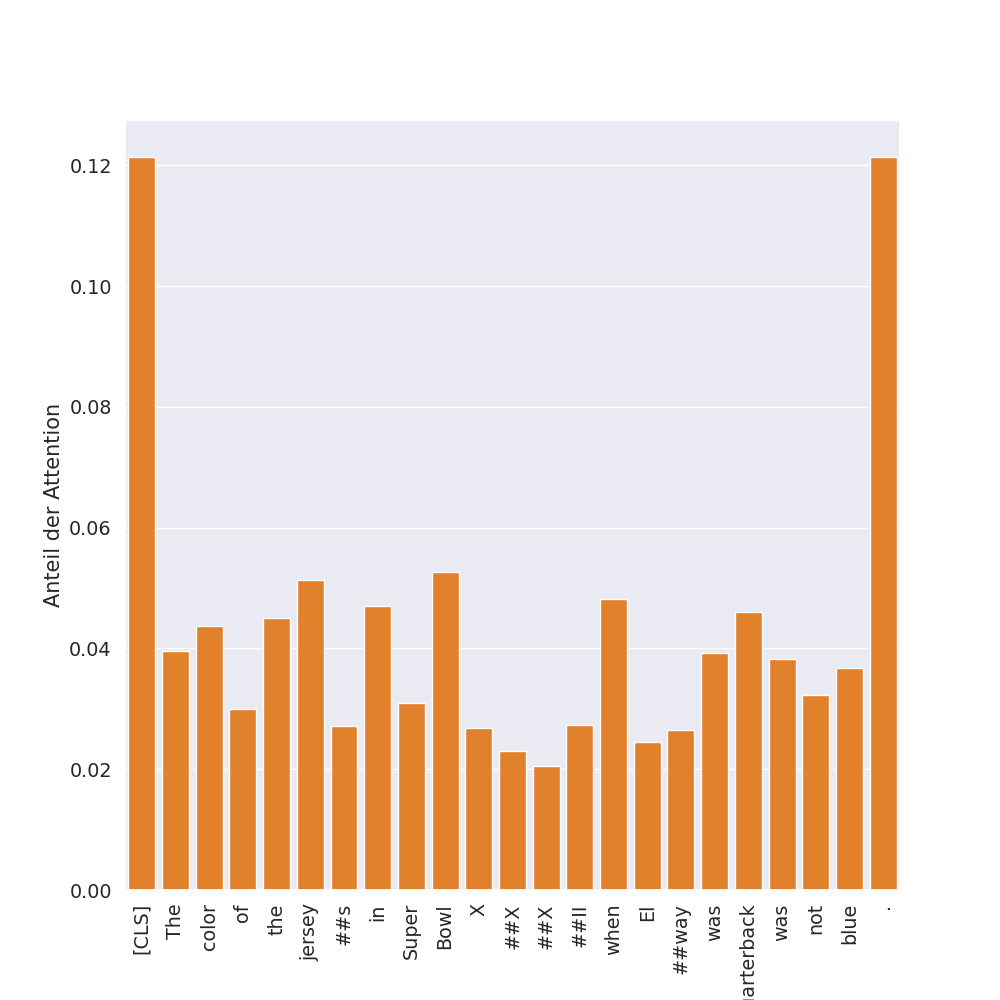 Anteil der Attention
0.12
0.10
0.08
0.06
0.04
0.02
0.00
[CLS]
The
color
of
the
jersey
##s
in
Super
Bowl
X
##X
##X
##II
when
El
##way
was
uarterback
was
not
blue
.